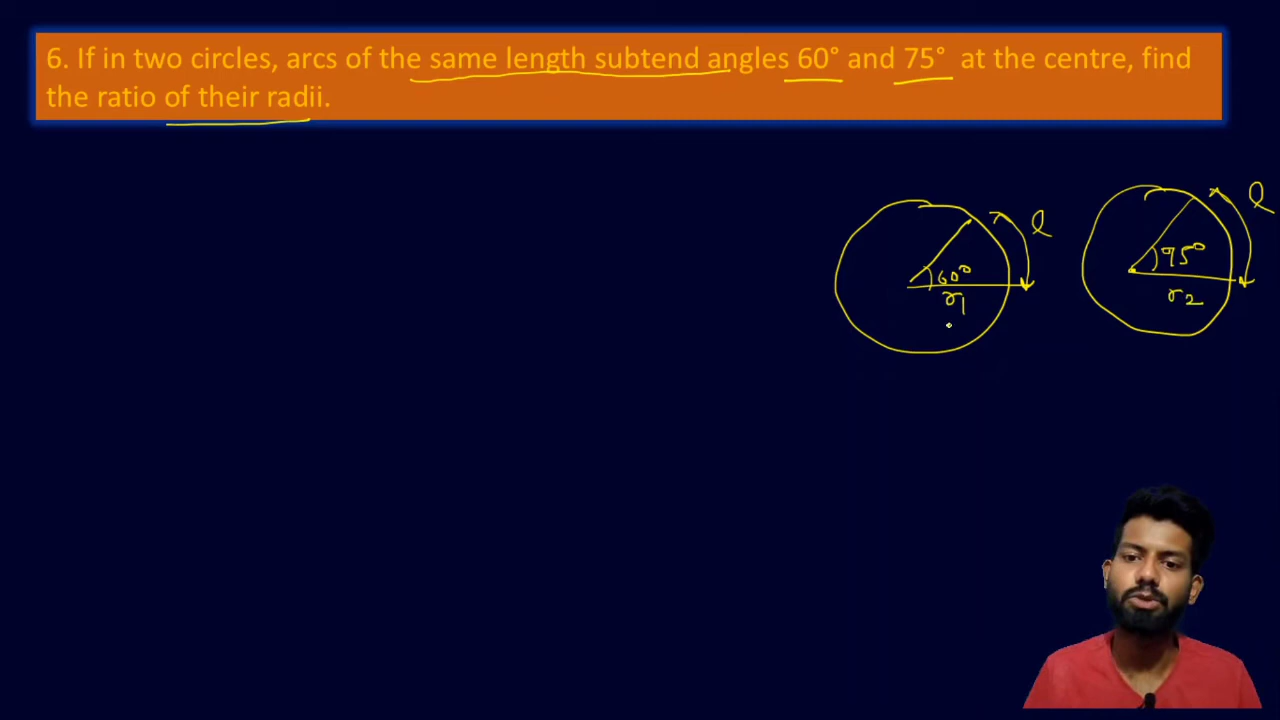 6. If in two circles, arcs of the same length subtend angles 60° and 75° at the centre, find
the ratio of their radii.
l
60°
r1
l
75°
r2